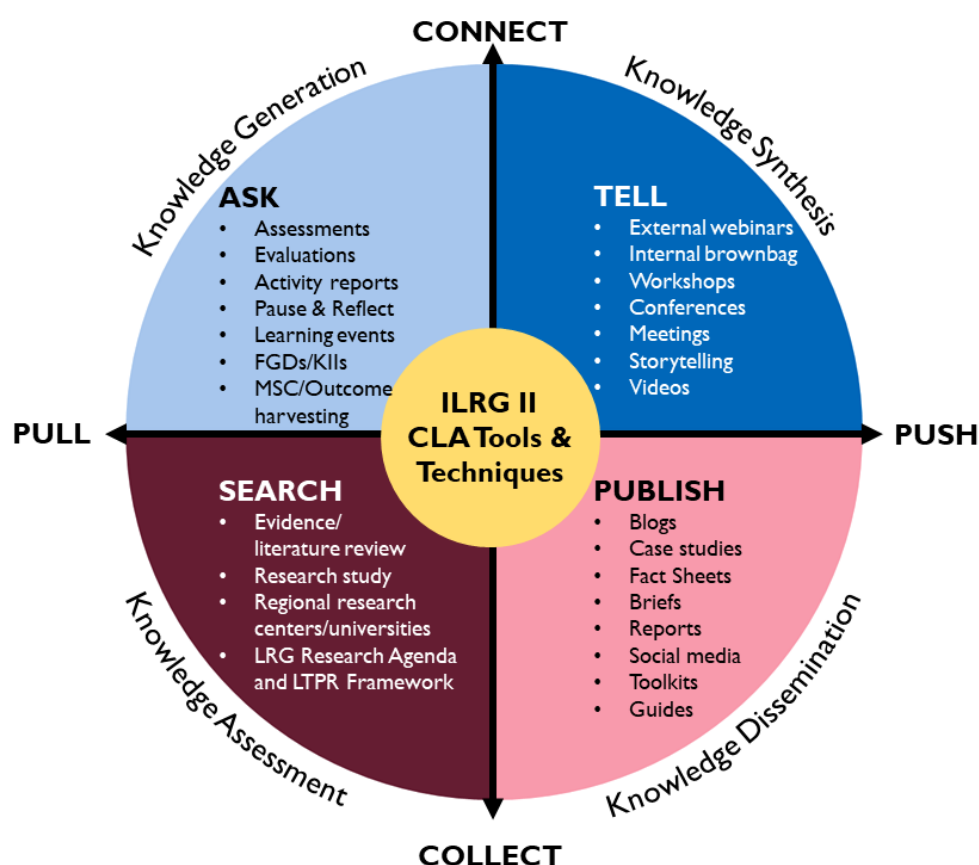 CONNECT
Knowledge Generation
Knowledge Synthesis
ASK
• Assessments
• Evaluations
• Activity reports
• Pause & Reflect
• Learning events
• FGDs/KIIs
• MSC/Outcome
harvesting
TELL
• External webinars
• Internal brownbag
• Workshops
• Conferences
• Meetings
• Storytelling
• Videos
PULL
ILRG II
CLA Tools &
Techniques
PUSH
SEARCH
• Evidence/
literature review
• Research study
• Regional research
centers/universities
• LRG Research Agenda
and LTPR Framework
PUBLISH
• Blogs
• Case studies
• Fact Sheets
• Briefs
• Reports
• Social media
• Toolkits
• Guides
Knowledge Assessment
Knowledge Dissemination
COLLECT